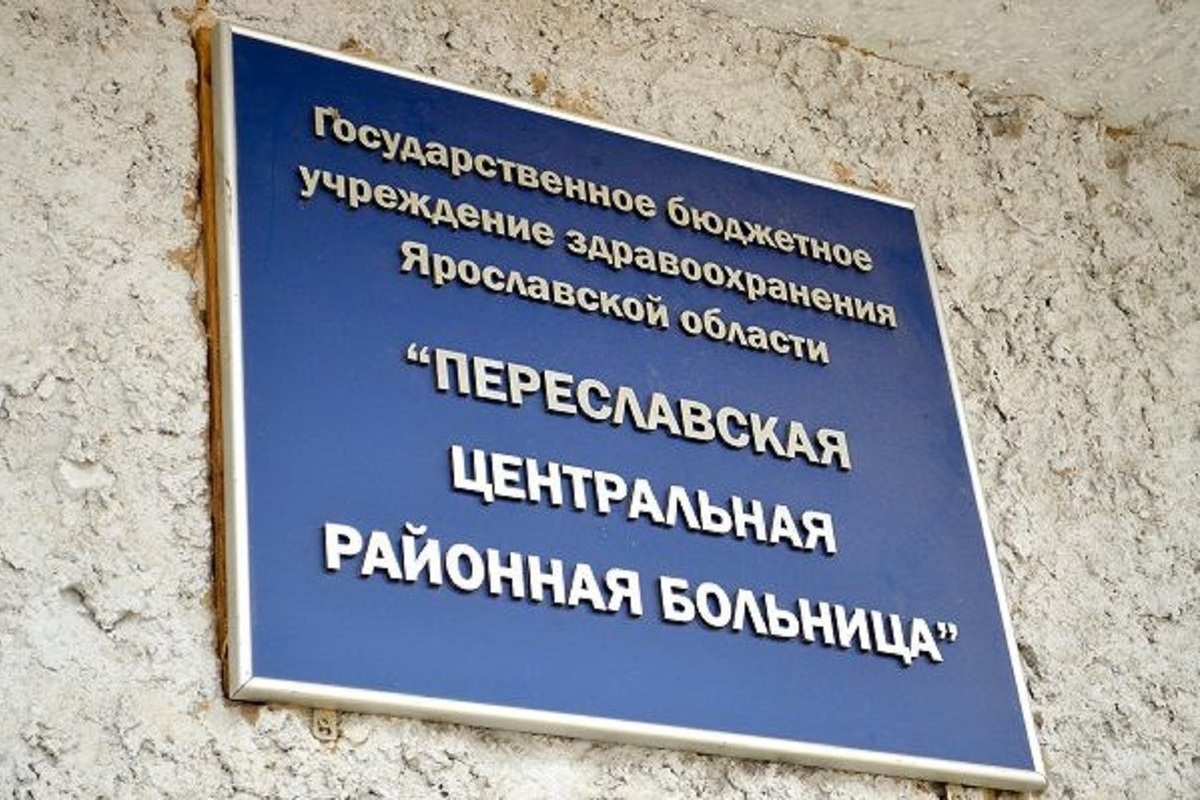 Государственное бюджетное
учреждение здравоохранения
Ярославской области
“ПЕРЕСЛАВСКАЯ
ЦЕНТРАЛЬНАЯ
РАЙОННАЯ БОЛЬНИЦА”